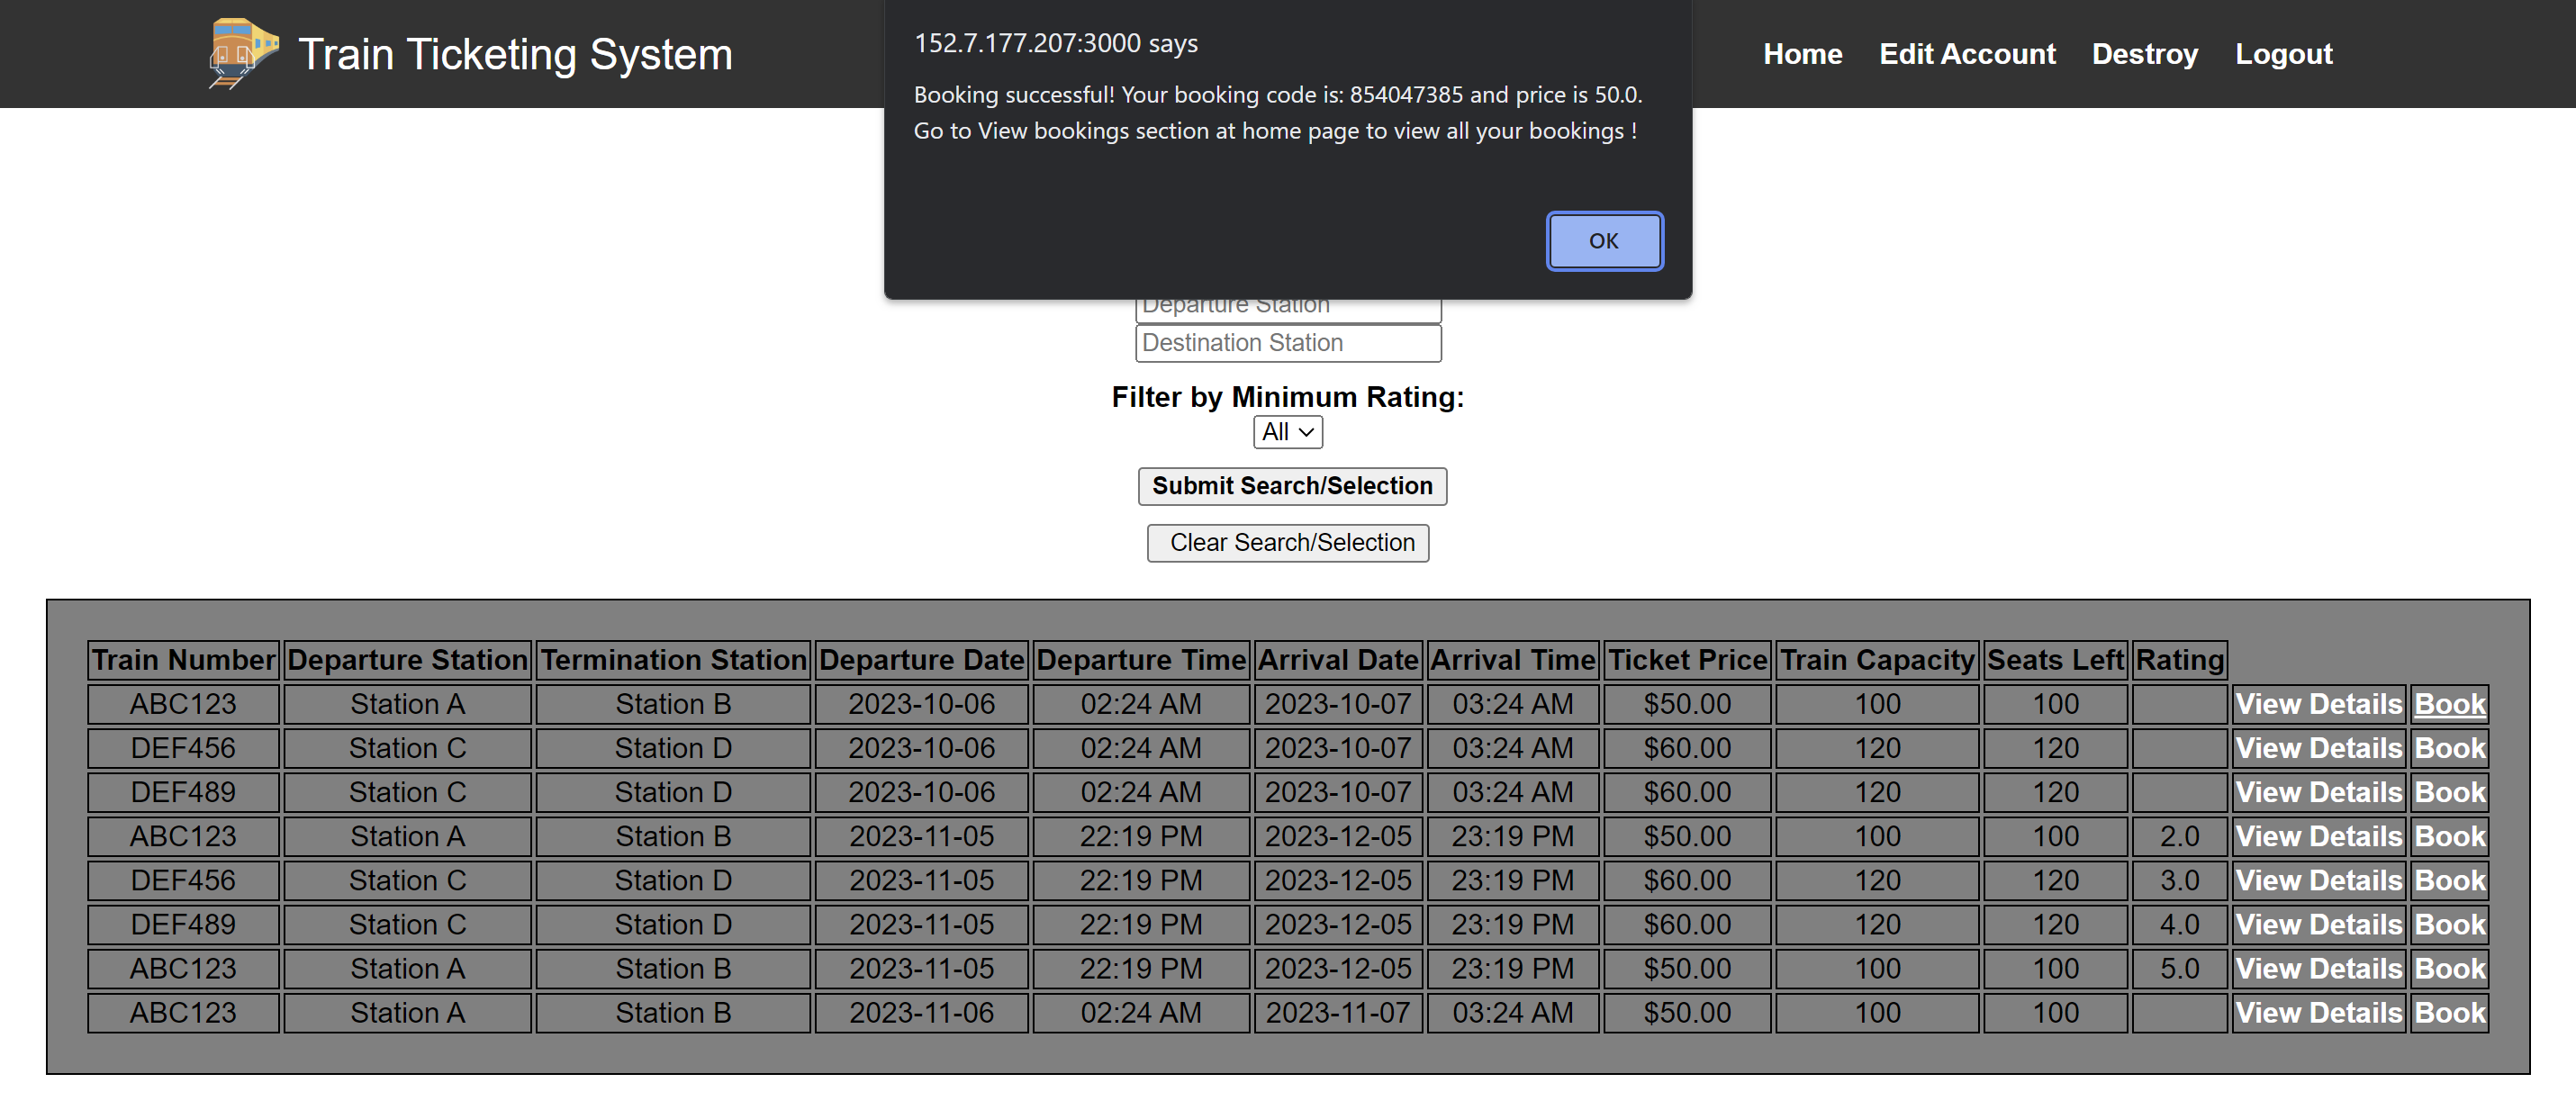 Train Ticketing System
Home Edit Account Destroy Logout
152.7.177.207:3000 says
Booking successful! Your booking code is: 854047385 and price is 50.0.
Go to View bookings section at home page to view all your bookings !
OK
Departure Station
Destination Station
Filter by Minimum Rating:
All
Submit Search/Selection
Clear Search/Selection
Train Number Departure Station Termination Station Departure Date Departure Time Arrival Date Arrival Time Ticket Price Train Capacity Seats Left Rating
ABC123 Station A Station B 2023-10-06 02:24 AM 2023-10-07 03:24 AM $50.00 100 100 View Details Book
DEF456 Station C Station D 2023-10-06 02:24 AM 2023-10-07 03:24 AM $60.00 120 120 View Details Book
DEF489 Station C Station D 2023-10-06 02:24 AM 2023-10-07 03:24 AM $60.00 120 120 View Details Book
ABC123 Station A Station B 2023-11-05 22:19 PM 2023-12-05 23:19 PM $50.00 100 100 2.0 View Details Book
DEF456 Station C Station D 2023-11-05 22:19 PM 2023-12-05 23:19 PM $60.00 120 120 3.0 View Details Book
DEF489 Station C Station D 2023-11-05 22:19 PM 2023-12-05 23:19 PM $60.00 120 120 4.0 View Details Book
ABC123 Station A Station B 2023-11-05 22:19 PM 2023-12-05 23:19 PM $50.00 100 100 5.0 View Details Book
ABC123 Station A Station B 2023-11-06 02:24 AM 2023-11-07 03:24 AM $50.00 100 100 View Details Book